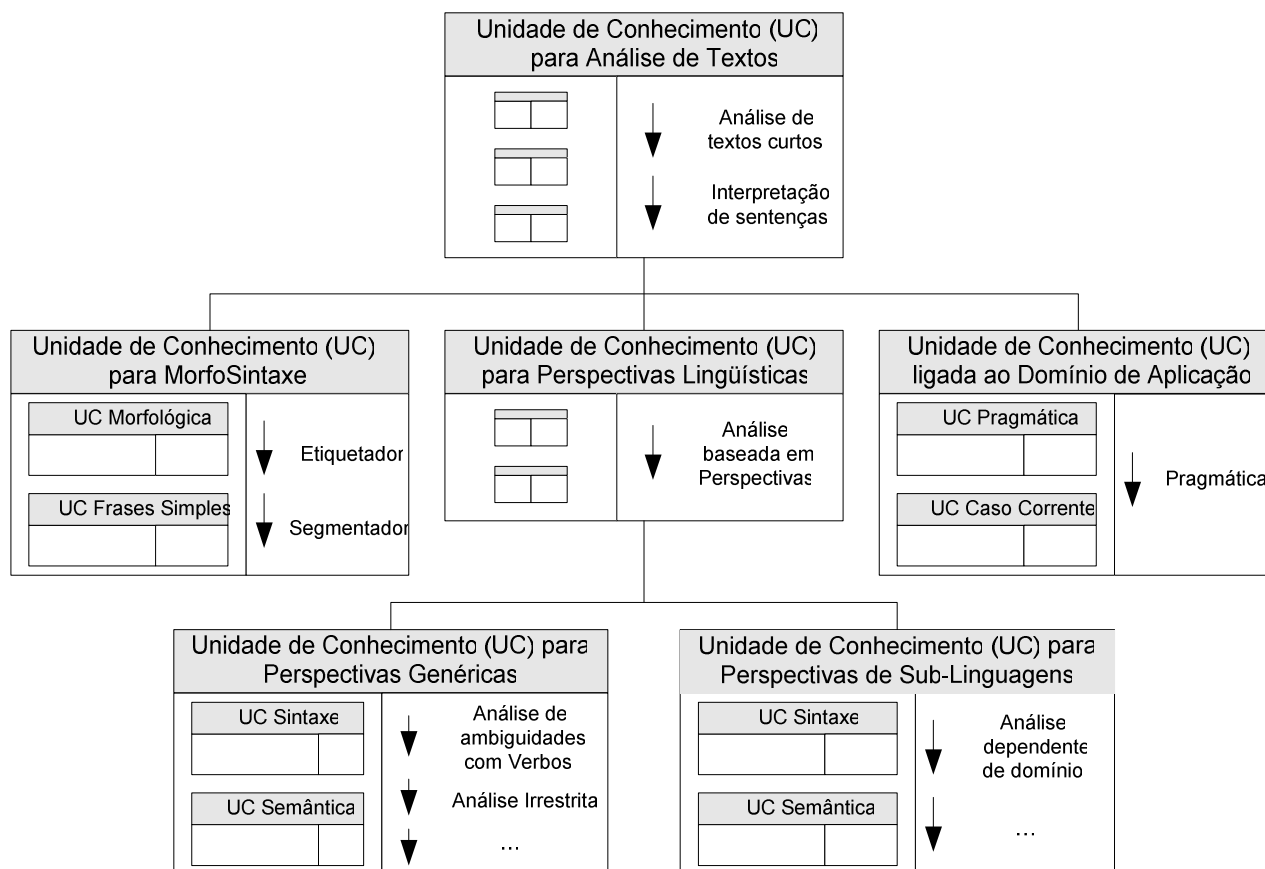 Unidade de Conhecimento (UC)
para Análise de Textos
Análise de
textos curtos
Interpretação
de sentenças
Unidade de Conhecimento (UC)
para MorfoSintaxe
UC Morfológica
Etiquetador
UC Frases Simples
Segmentador
Unidade de Conhecimento (UC)
para Perspectivas Lingüísticas
Análise
baseada em
Perspectivas
Unidade de Conhecimento (UC)
ligada ao Domínio de Aplicação
UC Pragmática
Pragmática
UC Caso Corrente
Unidade de Conhecimento (UC) para
Perspectivas Genéricas
UC Sintaxe
Análise de
ambiguidades
com Verbos
UC Semântica
Análise Irrestrita
...
Unidade de Conhecimento (UC) para
Perspectivas de Sub-Linguagens
UC Sintaxe
Análise
dependente
de domínio
UC Semântica
...